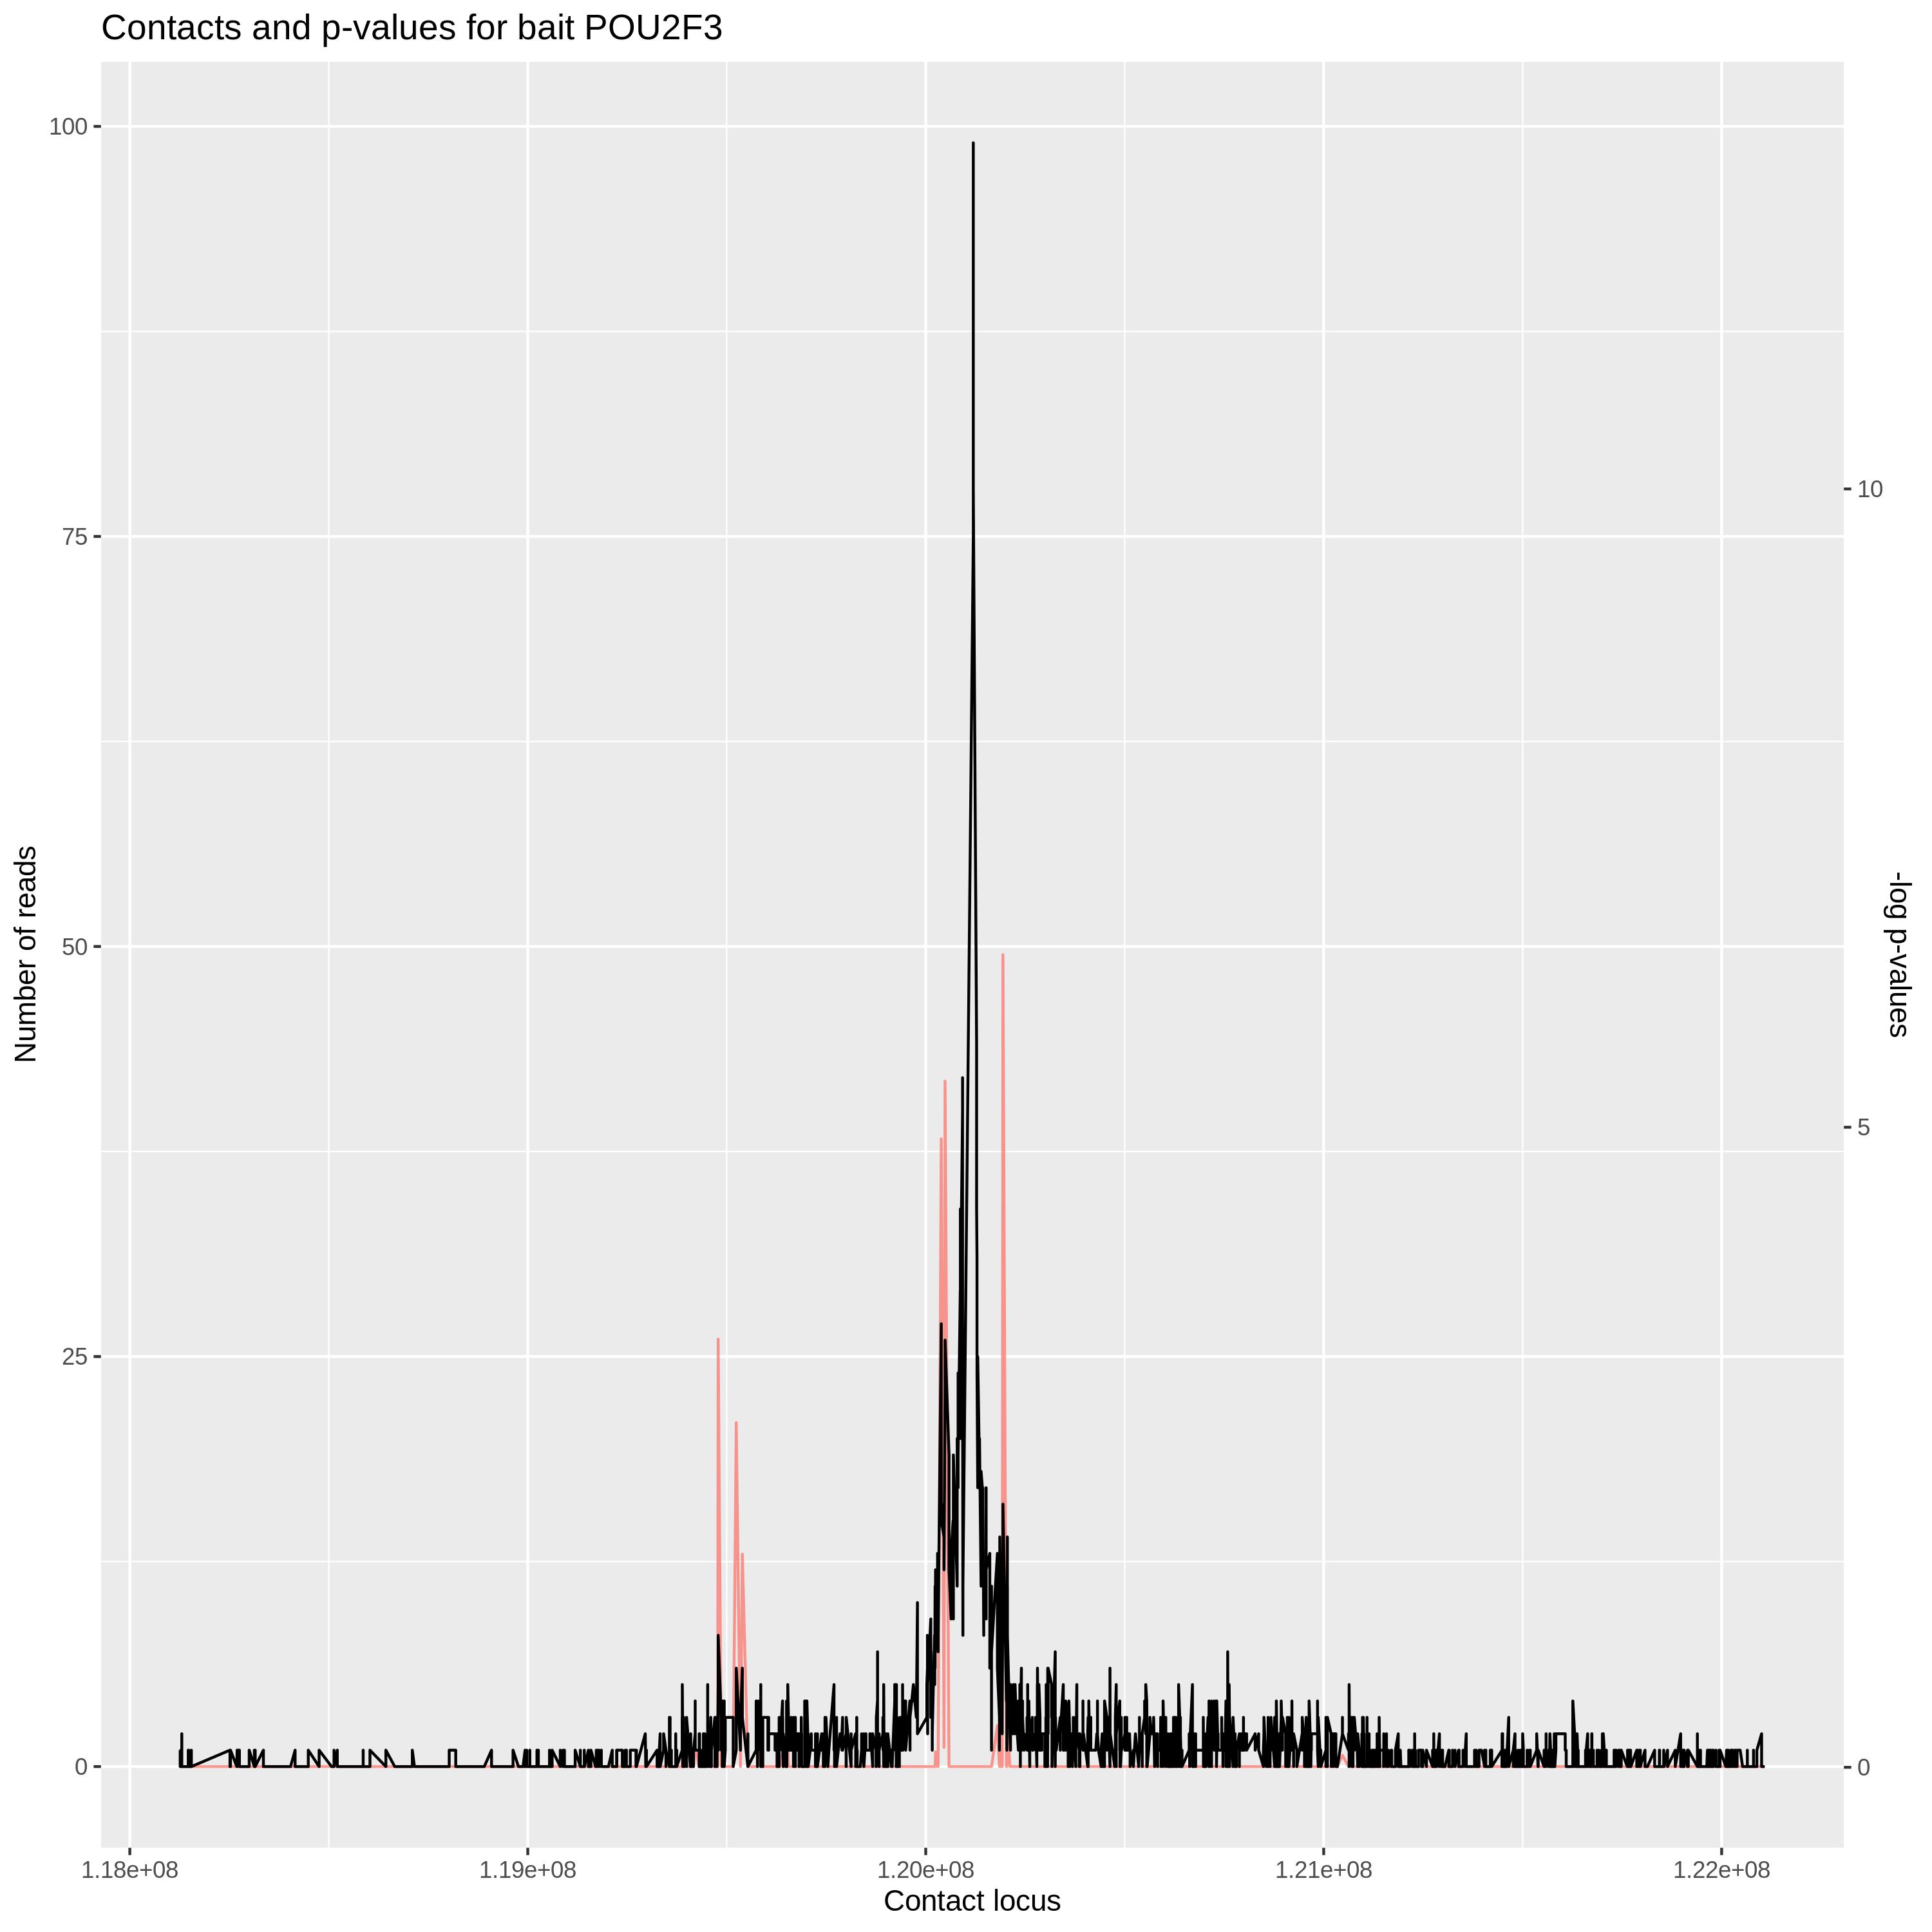 Contacts and p-values for bait POU2F3
100
75
50
25
0
Number of reads
10
5
0
-log p-values
1.18e+08
1.19e+08
1.20e+08
1.21e+08
1.22e+08
Contact locus